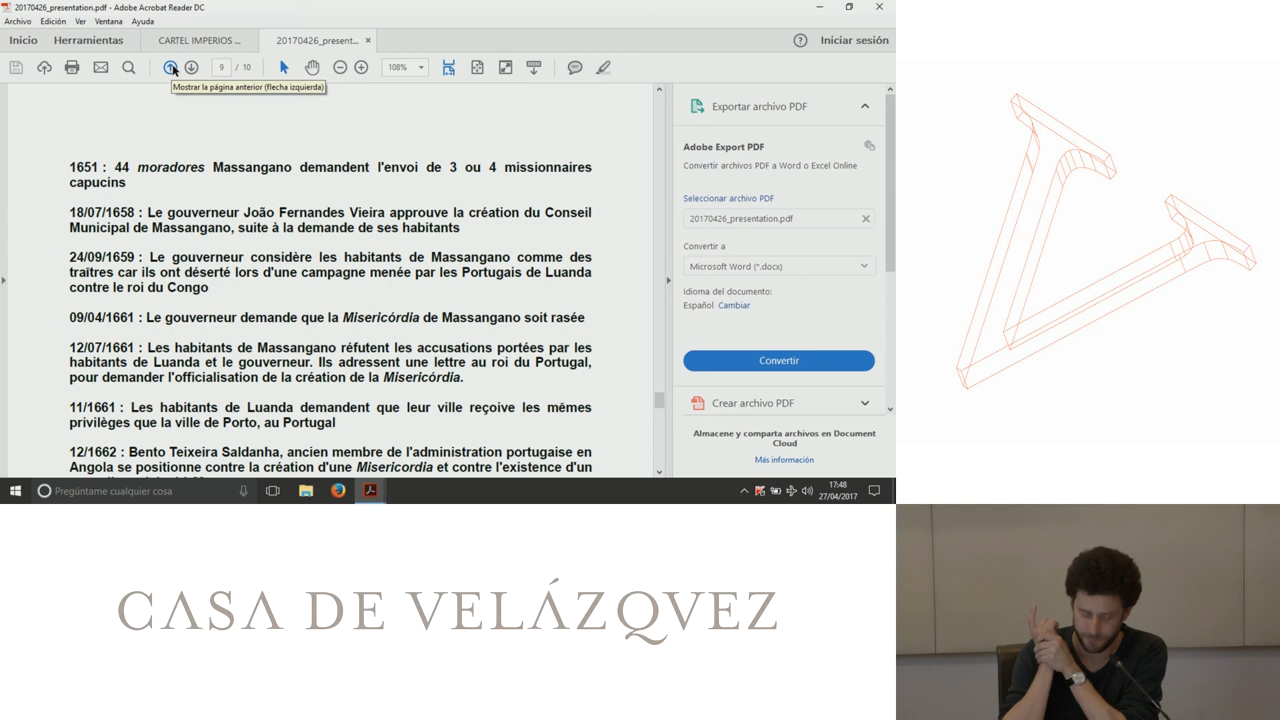 20170426_presentation.pdf - Adobe Acrobat Reader DC
Archivo Edición Ver Ventana Ayuda
Inicio Herramientas CARTEL IMPERIOS ... 20170426_present... × Iniciar sesión
9 / 10 108%
Mostrar la página anterior (flecha izquierda)
1651 : 44 moradores Massangano demandent l'envoi de 3 ou 4 missionnaires
capucins
18/07/1658 : Le gouverneur João Fernandes Vieira approuve la création du Conseil
Municipal de Massangano, suite à la demande de ses habitants
24/09/1659 : Le gouverneur considère les habitants de Massangano comme des
traîtres car ils ont déserté lors d'une campagne menée par les Portugais de Luanda
contre le roi du Congo
09/04/1661 : Le gouverneur demande que la Misericórdia de Massangano soit rasée
12/07/1661 : Les habitants de Massangano réfutent les accusations portées par les
habitants de Luanda et le gouverneur. Ils adressent une lettre au roi du Portugal,
pour demander l'officialisation de la création de la Misericórdia.
11/1661 : Les habitants de Luanda demandent que leur ville reçoive les mêmes
privilèges que la ville de Porto, au Portugal
12/1662 : Bento Teixeira Saldanha, ancien membre de l'administration portugaise en
Angola se positionne contre la création d'une Misericordia et contre l'existence d'un
Exportar archivo PDF
Adobe Export PDF
Convertir archivos PDF a Word o Excel Online
Seleccionar archivo PDF
20170426_presentation.pdf
Convertir a
Microsoft Word (*.docx)
Idioma del documento:
Español Cambiar
Convertir
Crear archivo PDF
Almacene y comparta archivos en Document
Cloud
Más información
Pregúntame cualquier cosa
17:48
27/04/2017
CASA DE VELÁZQVEZ